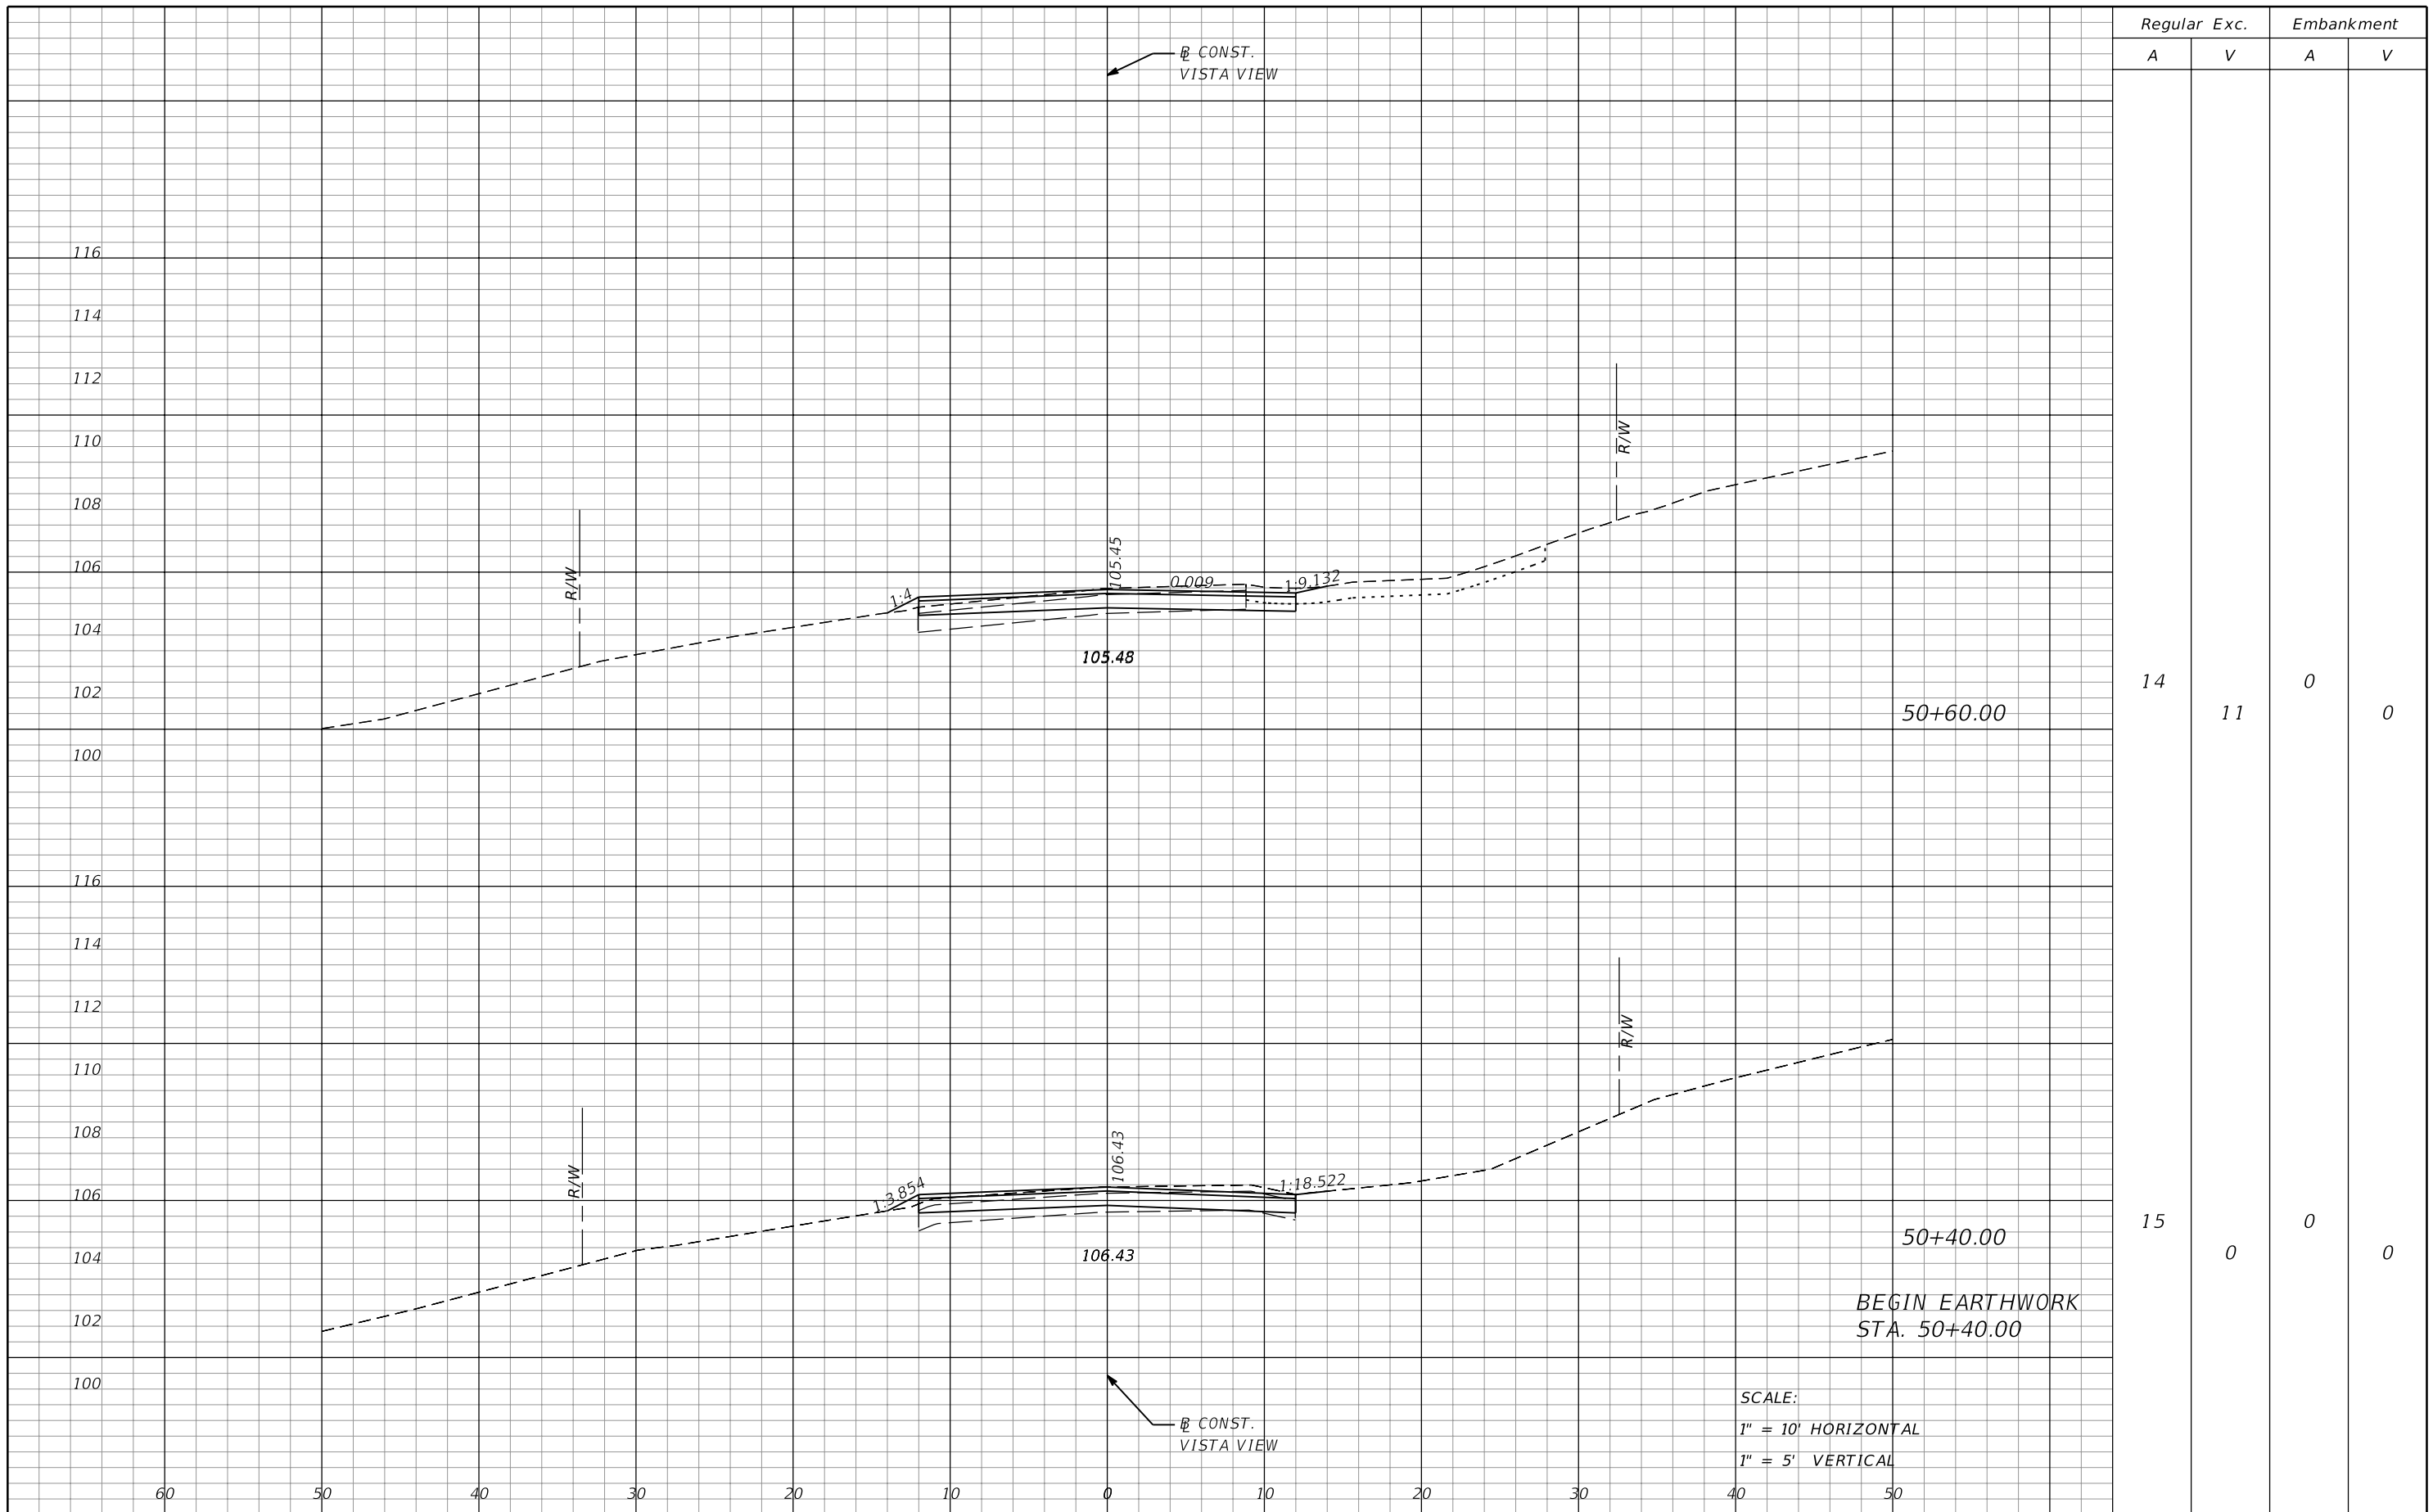 Regular Exc. Embankment
A V A V
BL CONST.
VISTA VIEW
116
114
112
110
R/W
108
105.45
106
R/W
0.009
1:9.132
1:4
104
105.48
102
14 0
50+60.00
11 0
100
116
114
112
R/W
110
108
106.43
106
R/W
1:3.854
1:18.522
15 0
50+40.00
104
106.43
0 0
BEGIN EARTHWORK
102
STA. 50+40.00
100
SCALE:
BL CONST.
1" = 10' HORIZONTAL
VISTA VIEW
1" = 5' VERTICAL
60 50 40 30 20 10 0 10 20 30 40 50